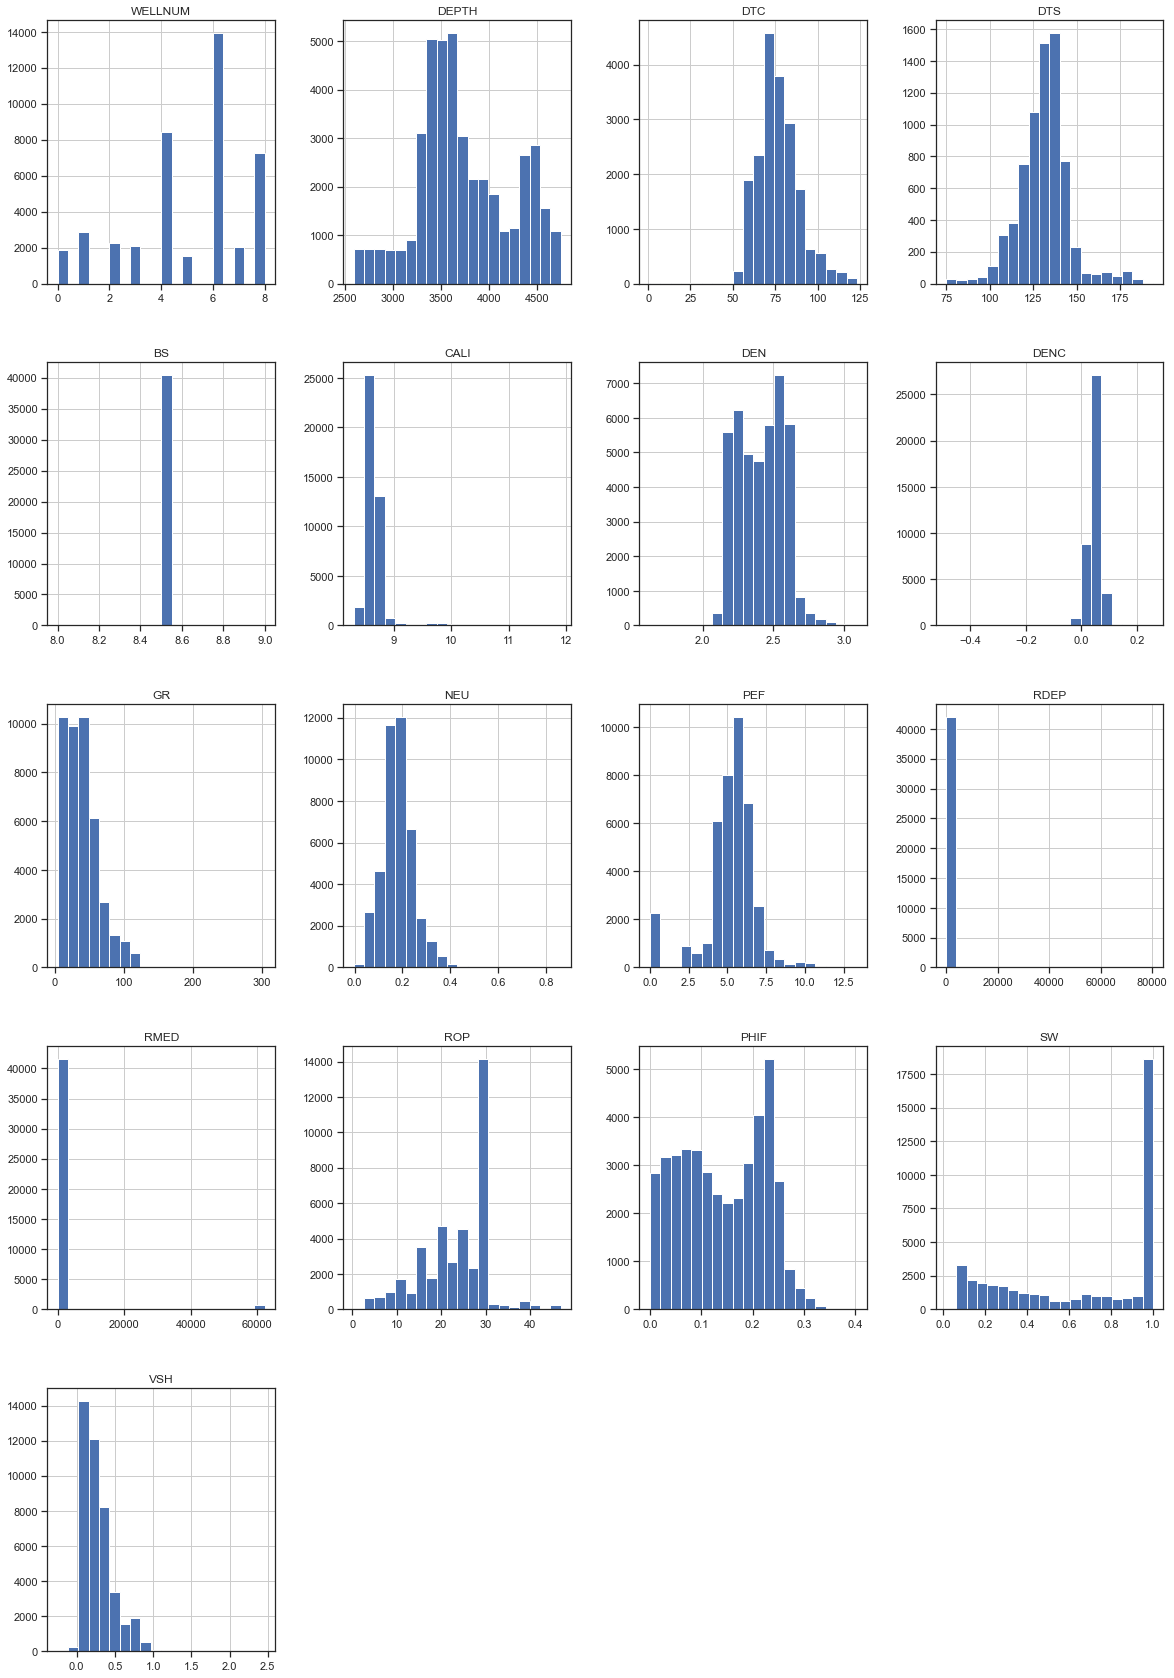 WELLNUM DEPTH DTC DTS
14000 12000 10000 8000 6000 4000 2000 0
0 2 4 6 8
5000 4000 3000 2000 1000 0
2500 3000 3500 4000 4500
4000 3000 2000 1000 0
0 25 50 75 100 125
1600 1400 1200 1000 800 600 400 200 0
75 100 125 150 175
BS CALI DEN DENC
40000 35000 30000 25000 20000 15000 10000 5000 0
8.0 8.2 8.4 8.6 8.8 9.0
25000 20000 15000 10000 5000 0
9 10 11 12
7000 6000 5000 4000 3000 2000 1000 0
2.0 2.5 3.0
25000 20000 15000 10000 5000 0
−0.4 −0.2 0.0 0.2
GR NEU PEF RDEP
10000 8000 6000 4000 2000 0
0 100 200 300
12000 10000 8000 6000 4000 2000 0
0.0 0.2 0.4 0.6 0.8
10000 8000 6000 4000 2000 0
0.0 2.5 5.0 7.5 10.0 12.5
40000 35000 30000 25000 20000 15000 10000 5000 0
0 20000 40000 60000 80000
RMED ROP PHIF SW
40000 35000 30000 25000 20000 15000 10000 5000 0
0 20000 40000 60000
14000 12000 10000 8000 6000 4000 2000 0
0 10 20 30 40
5000 4000 3000 2000 1000 0
0.0 0.1 0.2 0.3 0.4
17500 15000 12500 10000 7500 5000 2500 0
0.0 0.2 0.4 0.6 0.8 1.0
VSH
14000 12000 10000 8000 6000 4000 2000 0
0.0 0.5 1.0 1.5 2.0 2.5